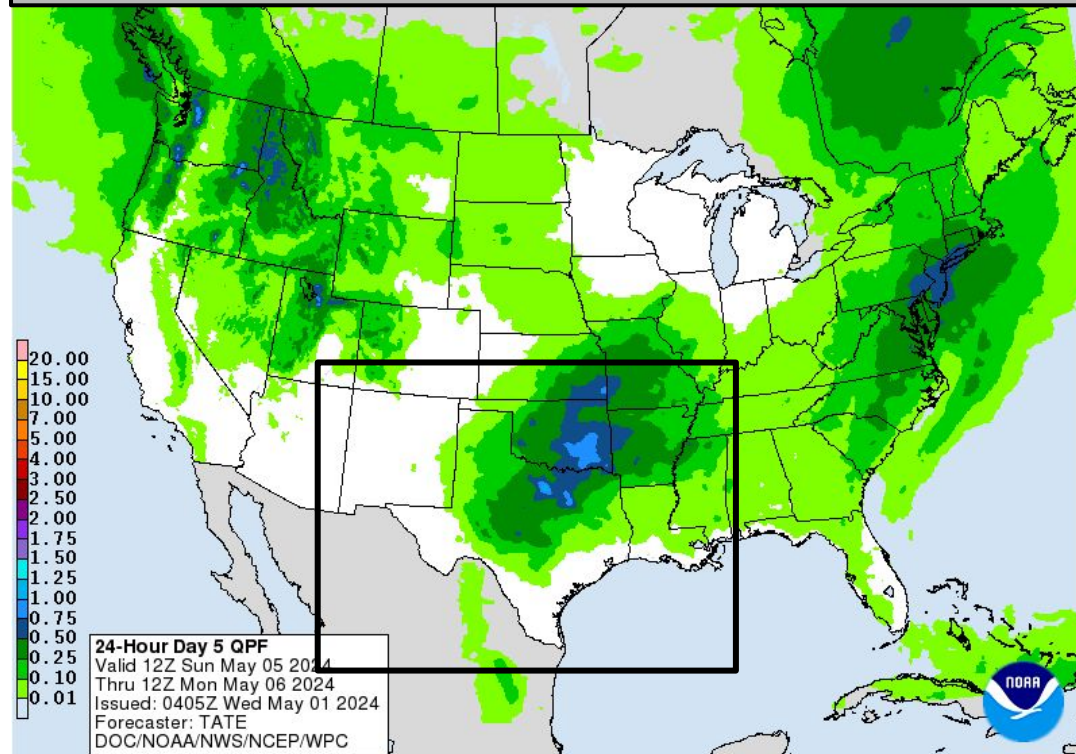 20.00
15.00
10.00
7.00
5.00
4.00
3.00
2.50
2.00
1.75
1.50
1.25
1.00
0.75
0.50
0.25
0.10
0.01
24-Hour Day 5 QPF
Valid 12Z Sun May 05 2024
Thru 12Z Mon May 06 2024
Issued: 0405Z Wed May 01 2024
Forecaster: TATE
DOC/NOAA/NWS/NCEP/WPC
NOAA